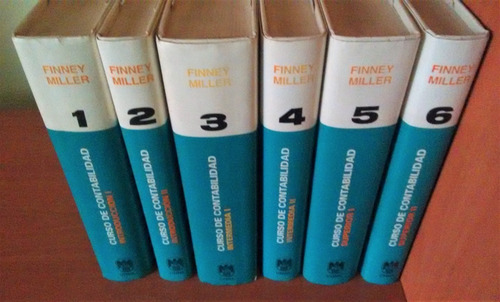 FINNEY
MILLER
1
CURSO DE CONTABILIDAD
INTRODUCCION I
FINNEY
MILLER
2
CURSO DE CONTABILIDAD
INTRODUCCION II
FINNEY
MILLER
3
CURSO DE CONTABILIDAD
INTERMEDIA I
FINNEY
MILLER
4
CURSO DE CONTABILIDAD
INTERMEDIA II
FINNEY
MILLER
5
CURSO DE CONTABILIDAD
SUPERIOR I
FINNEY
MILLER
6
CURSO DE CONTABILIDAD
SUPERIOR II